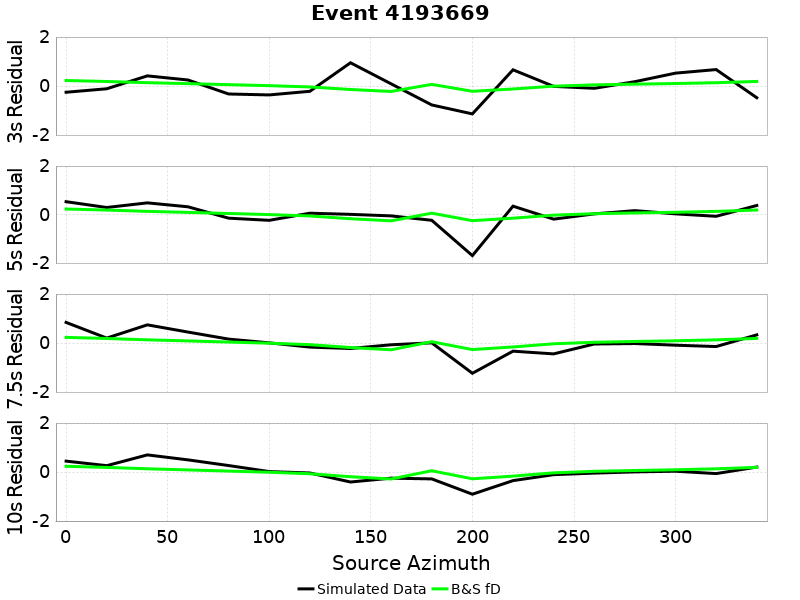 Event 4193669
3s Residual
2
0
-2
5s Residual
2
0
-2
7.5s Residual
2
0
-2
10s Residual
2
0
-2
0 50 100 150 200 250 300
Source Azimuth
Simulated Data B&S fD